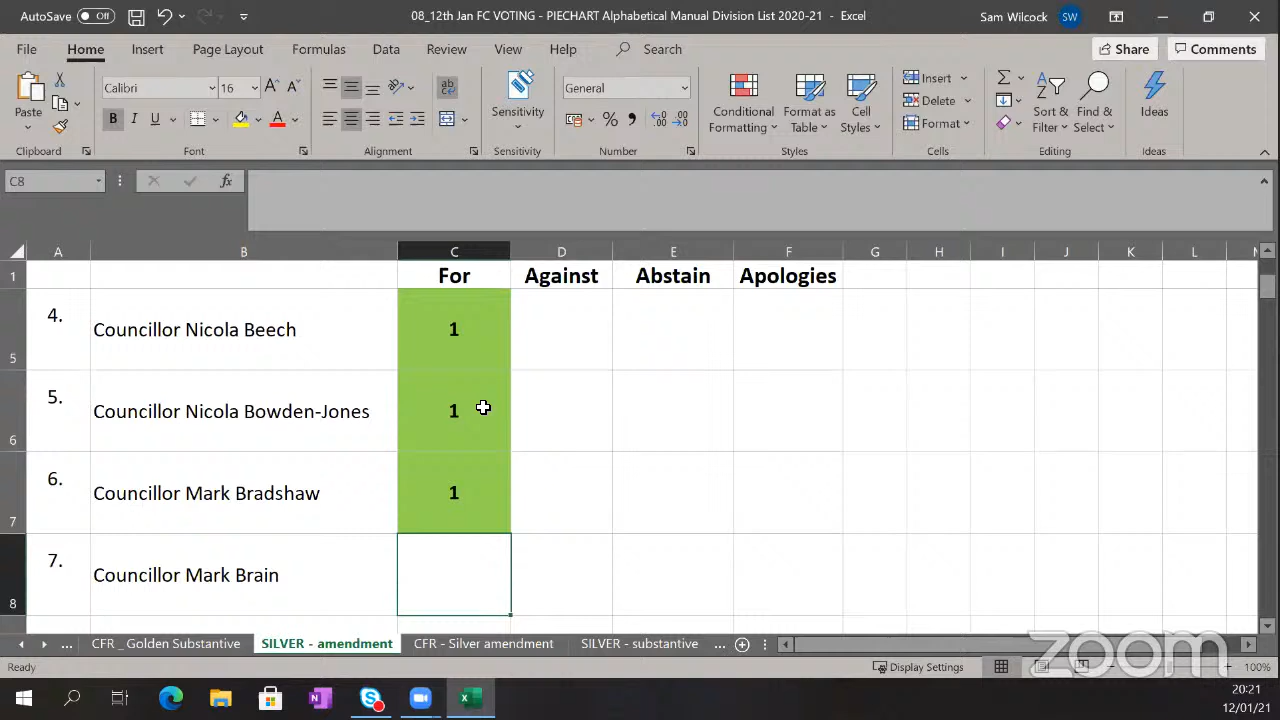 AutoSave Off 08_12th Jan FC VOTING - PIECHART Alphabetical Manual Division List 2020-21 - Excel Sam Wilcock SW
File Home Insert Page Layout Formulas Data Review View Help Search Share Comments
Paste
Calibri 16
B I U A
General
Sensitivity
Conditional Formatting
Format as Table
Cell Styles
Insert
Delete
Format
Sort & Filter
Find & Select
Ideas
Clipboard Font Alignment Sensitivity Number Styles Cells Editing Ideas
C8 fx
A B C D E F G H I J K L
1 For Against Abstain Apologies
4.
Councillor Nicola Beech 1
5
5.
Councillor Nicola Bowden-Jones 1
6
6.
Councillor Mark Bradshaw 1
7
7.
Councillor Mark Brain
8
... CFR _ Golden Substantive SILVER - amendment CFR - Silver amendment SILVER - substantive ...
zoom
Ready Display Settings 100%
20:21
12/01/21